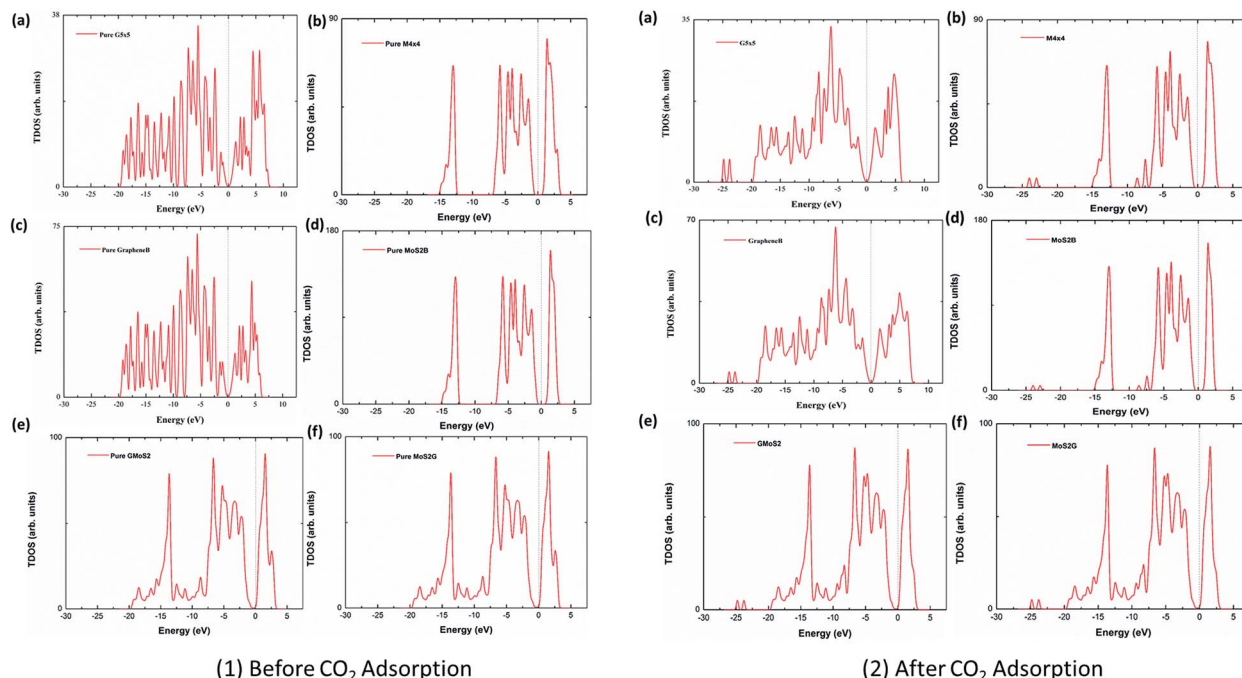 (a)
38
Pure G5x5
TDOS (arb. units)
0
-30 -25 -20 -15 -10 -5 0 5 10
Energy (eV)
(b)
90
Pure M4x4
TDOS (arb. units)
0
-30 -25 -20 -15 -10 -5 0 5
Energy (eV)
(c)
75
Pure GrapheneB
TDOS (arb. units)
0
-30 -25 -20 -15 -10 -5 0 5 10
Energy (eV)
(d)
180
Pure MoS2B
TDOS (arb. units)
0
-30 -25 -20 -15 -10 -5 0 5
Energy (eV)
(e)
100
Pure GMoS2
TDOS (arb. units)
0
-30 -25 -20 -15 -10 -5 0 5
Energy (eV)
(f)
100
Pure MoS2G
TDOS (arb. units)
0
-30 -25 -20 -15 -10 -5 0 5
Energy (eV)
(1) Before CO₂ Adsorption
(a)
35
G5x5
TDOS (arb. units)
0
-30 -25 -20 -15 -10 -5 0 5 10
Energy (eV)
(b)
90
M4x4
TDOS (arb. units)
0
-30 -25 -20 -15 -10 -5 0 5
Energy (eV)
(c)
70
GrapheneB
TDOS (arb. units)
0
-30 -25 -20 -15 -10 -5 0 5 10
Energy (eV)
(d)
180
MoS2B
TDOS (arb. units)
0
-30 -25 -20 -15 -10 -5 0 5
Energy (eV)
(e)
100
GMoS2
TDOS (arb. units)
0
-30 -25 -20 -15 -10 -5 0 5
Energy (eV)
(f)
100
MoS2G
TDOS (arb. units)
0
-30 -25 -20 -15 -10 -5 0 5
Energy (eV)
(2) After CO₂ Adsorption